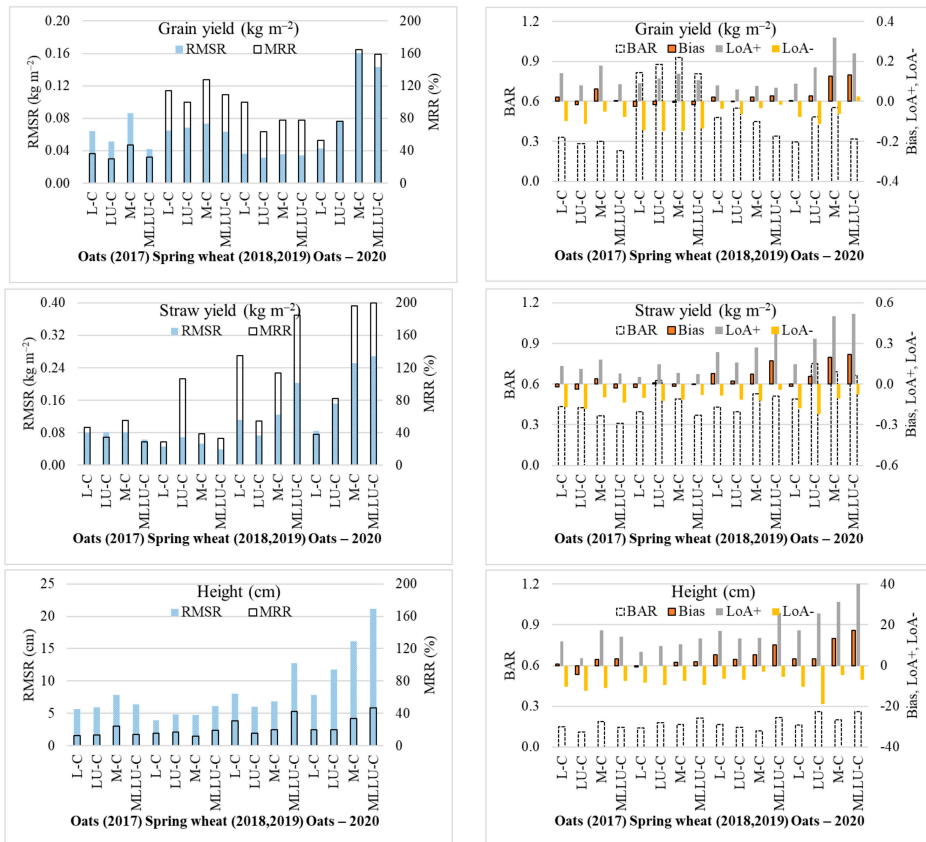 Grain yield (kg m⁻²)
RMSR MRR
RMSR (kg m⁻²)
0.20
0.16
0.12
0.08
0.04
0.00
MRR (%)
200
160
120
80
40
0
L-C LU-C M-C MLLU-C L-C LU-C M-C MLLU-C L-C LU-C M-C MLLU-C L-C LU-C M-C MLLU-C
Oats (2017) Spring wheat (2018,2019) Oats – 2020
Grain yield (kg m⁻²)
BAR Bias LoA+ LoA-
BAR
1.2
0.9
0.6
0.3
0.0
Bias, LoA+, LoA-
0.4
0.2
0.0
-0.2
-0.4
L-C LU-C M-C MLLU-C L-C LU-C M-C MLLU-C L-C LU-C M-C MLLU-C L-C LU-C M-C MLLU-C
Oats (2017) Spring wheat (2018,2019) Oats – 2020
Straw yield (kg m⁻²)
RMSR MRR
RMSR (kg m⁻²)
0.40
0.32
0.24
0.16
0.08
0.00
MRR (%)
200
160
120
80
40
0
L-C LU-C M-C MLLU-C L-C LU-C M-C MLLU-C L-C LU-C M-C MLLU-C L-C LU-C M-C MLLU-C
Oats (2017) Spring wheat (2018,2019) Oats – 2020
Straw yield (kg m⁻²)
BAR Bias LoA+ LoA-
BAR
1.2
0.9
0.6
0.3
0.0
Bias, LoA+, LoA-
0.6
0.3
0.0
-0.3
-0.6
L-C LU-C M-C MLLU-C L-C LU-C M-C MLLU-C L-C LU-C M-C MLLU-C L-C LU-C M-C MLLU-C
Oats (2017) Spring wheat (2018,2019) Oats – 2020
Height (cm)
RMSR MRR
RMSR (cm)
25
20
15
10
5
0
MRR (%)
200
160
120
80
40
0
L-C LU-C M-C MLLU-C L-C LU-C M-C MLLU-C L-C LU-C M-C MLLU-C L-C LU-C M-C MLLU-C
Oats (2017) Spring wheat (2018,2019) Oats – 2020
Height (cm)
BAR Bias LoA+ LoA-
BAR
1.2
0.9
0.6
0.3
0.0
Bias, LoA+, LoA-
40
20
0
-20
-40
L-C LU-C M-C MLLU-C L-C LU-C M-C MLLU-C L-C LU-C M-C MLLU-C L-C LU-C M-C MLLU-C
Oats (2017) Spring wheat (2018,2019) Oats – 2020